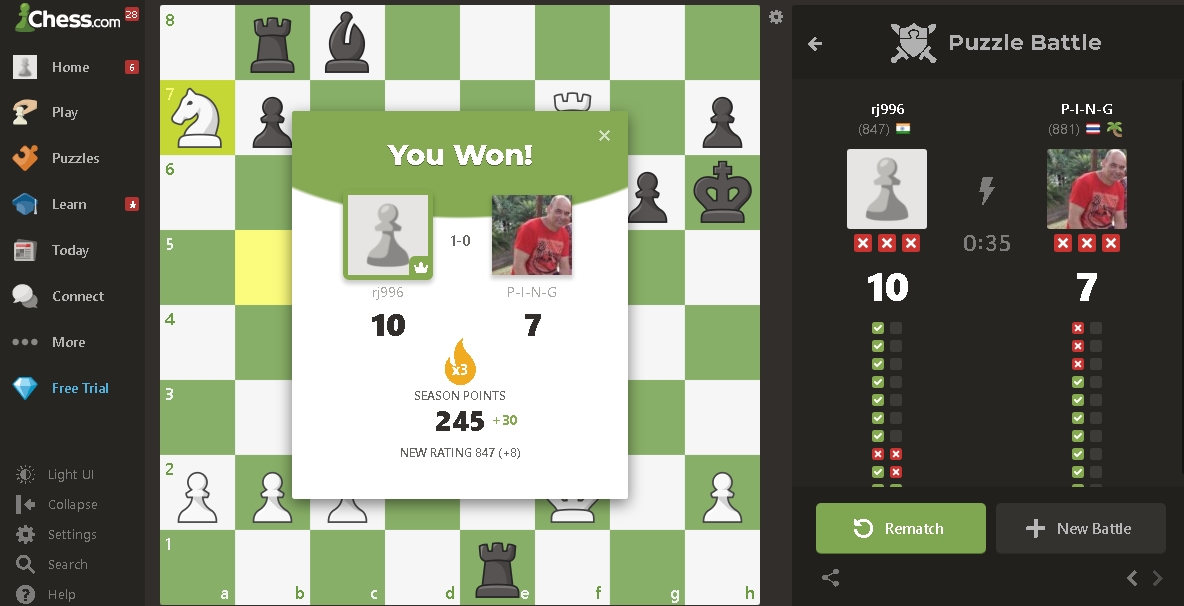 Chess.com 28
Home 6
Play
Puzzles
Learn
Today
Connect
More
Free Trial
Light UI
Collapse
Settings
Search
Help
8
7
6
5
4
3
2
1
a b c d e f g h
You Won!
1-0
rj996 P-I-N-G
10 7
x3
SEASON POINTS
245 +30
NEW RATING 847 (+8)
Puzzle Battle
rj996 P-I-N-G
(847) (881)
0:35
10 7
Rematch
New Battle